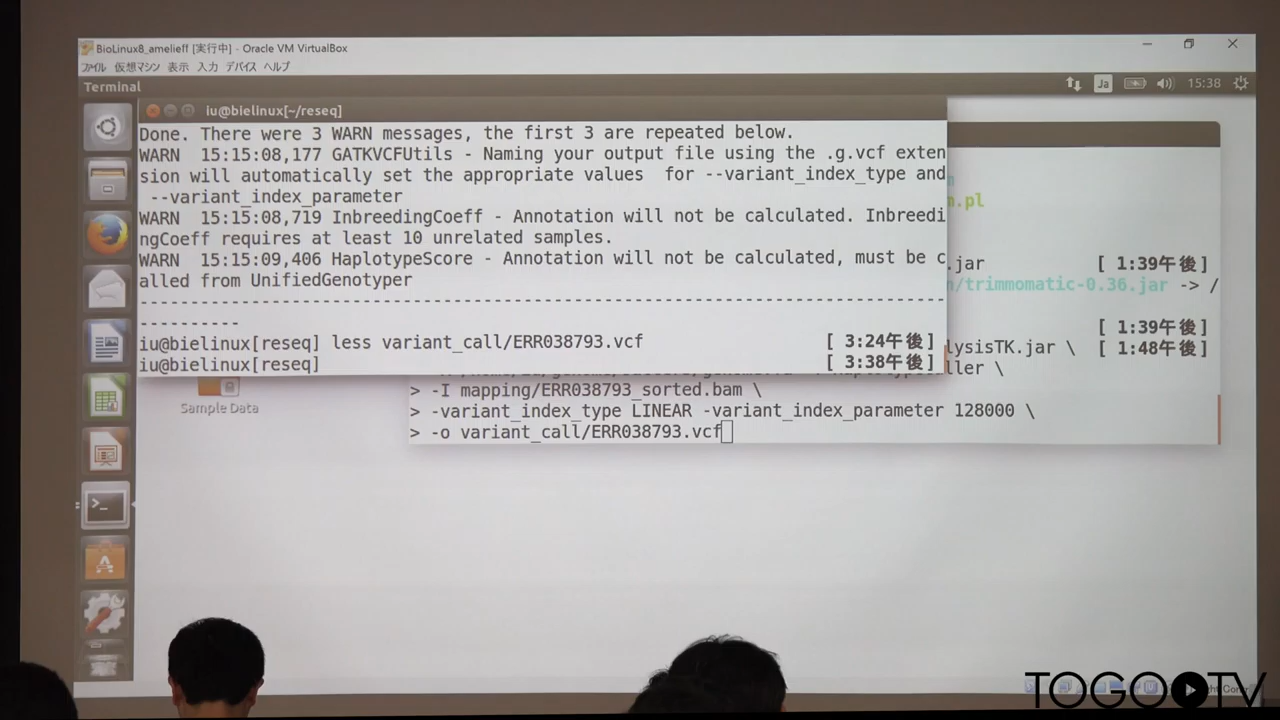 BioLinux8_amelieff [実行中] - Oracle VM VirtualBox
ファイル 仮想マシン 表示 入力 デバイス ヘルプ
Terminal
Ja
15:38
iu@bielinux[~/reseq]
Done. There were 3 WARN messages, the first 3 are repeated below.
WARN 15:15:08,177 GATKVCFUtils - Naming your output file using the .g.vcf exten
sion will automatically set the appropriate values for --variant_index_type and
--variant_index_parameter
WARN 15:15:08,719 InbreedingCoeff - Annotation will not be calculated. Inbreedi
ngCoeff requires at least 10 unrelated samples.
WARN 15:15:09,406 HaplotypeScore - Annotation will not be calculated, must be c
alled from UnifiedGenotyper
--------------------------------------------------------------------------------
----------
iu@bielinux[reseq] less variant_call/ERR038793.vcf [ 3:24午後]
iu@bielinux[reseq] [ 3:38午後]
.pl
.jar [ 1:39午後]
/trimmomatic-0.36.jar -> /
[ 1:39午後]
lysisTK.jar \ [ 1:48午後]
ller \
> -I mapping/ERR038793_sorted.bam \
> -variant_index_type LINEAR -variant_index_parameter 128000 \
> -o variant_call/ERR038793.vcf
Sample Data
TOGOTV